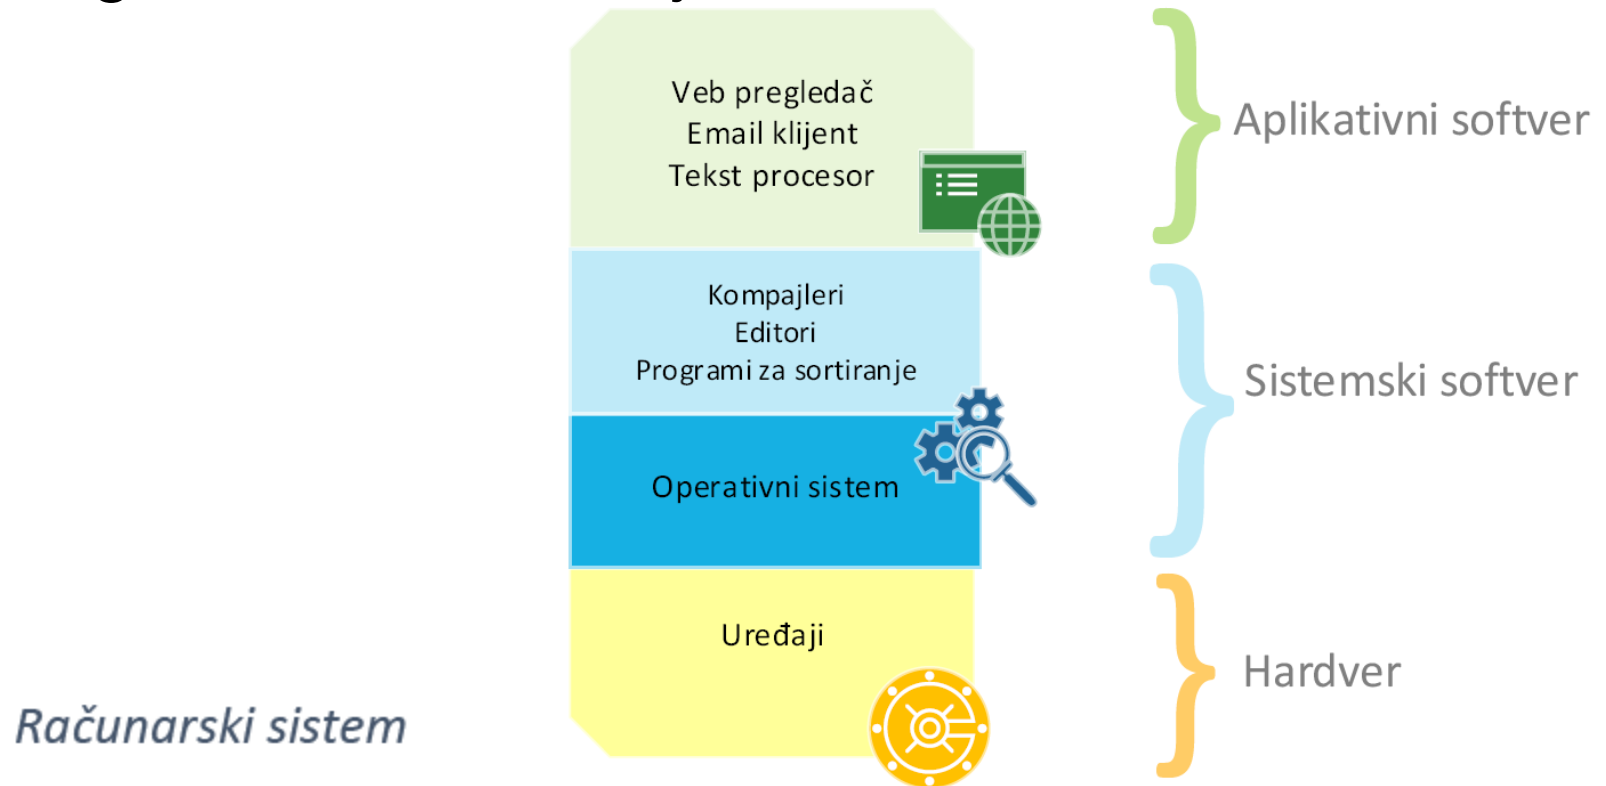 Veb pregledač
Email klijent
Tekst procesor
Aplikativni softver
Kompajleri
Editori
Programi za sortiranje
Sistemski softver
Operativni sistem
Uređaji
Hardver
Računarski sistem